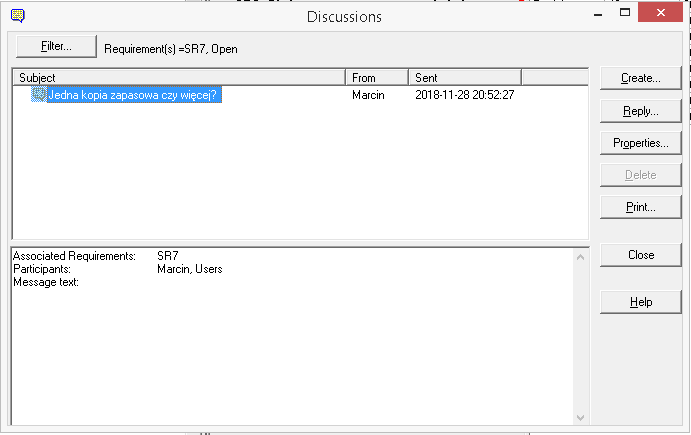 Discussions
Filter...
Requirement(s) =SR7, Open
Subject From Sent
Jedna kopia zapasowa czy więcej? Marcin 2018-11-28 20:52:27
Create...
Reply...
Properties...
Delete
Print...
Close
Help
Associated Requirements: SR7
Participants: Marcin, Users
Message text: